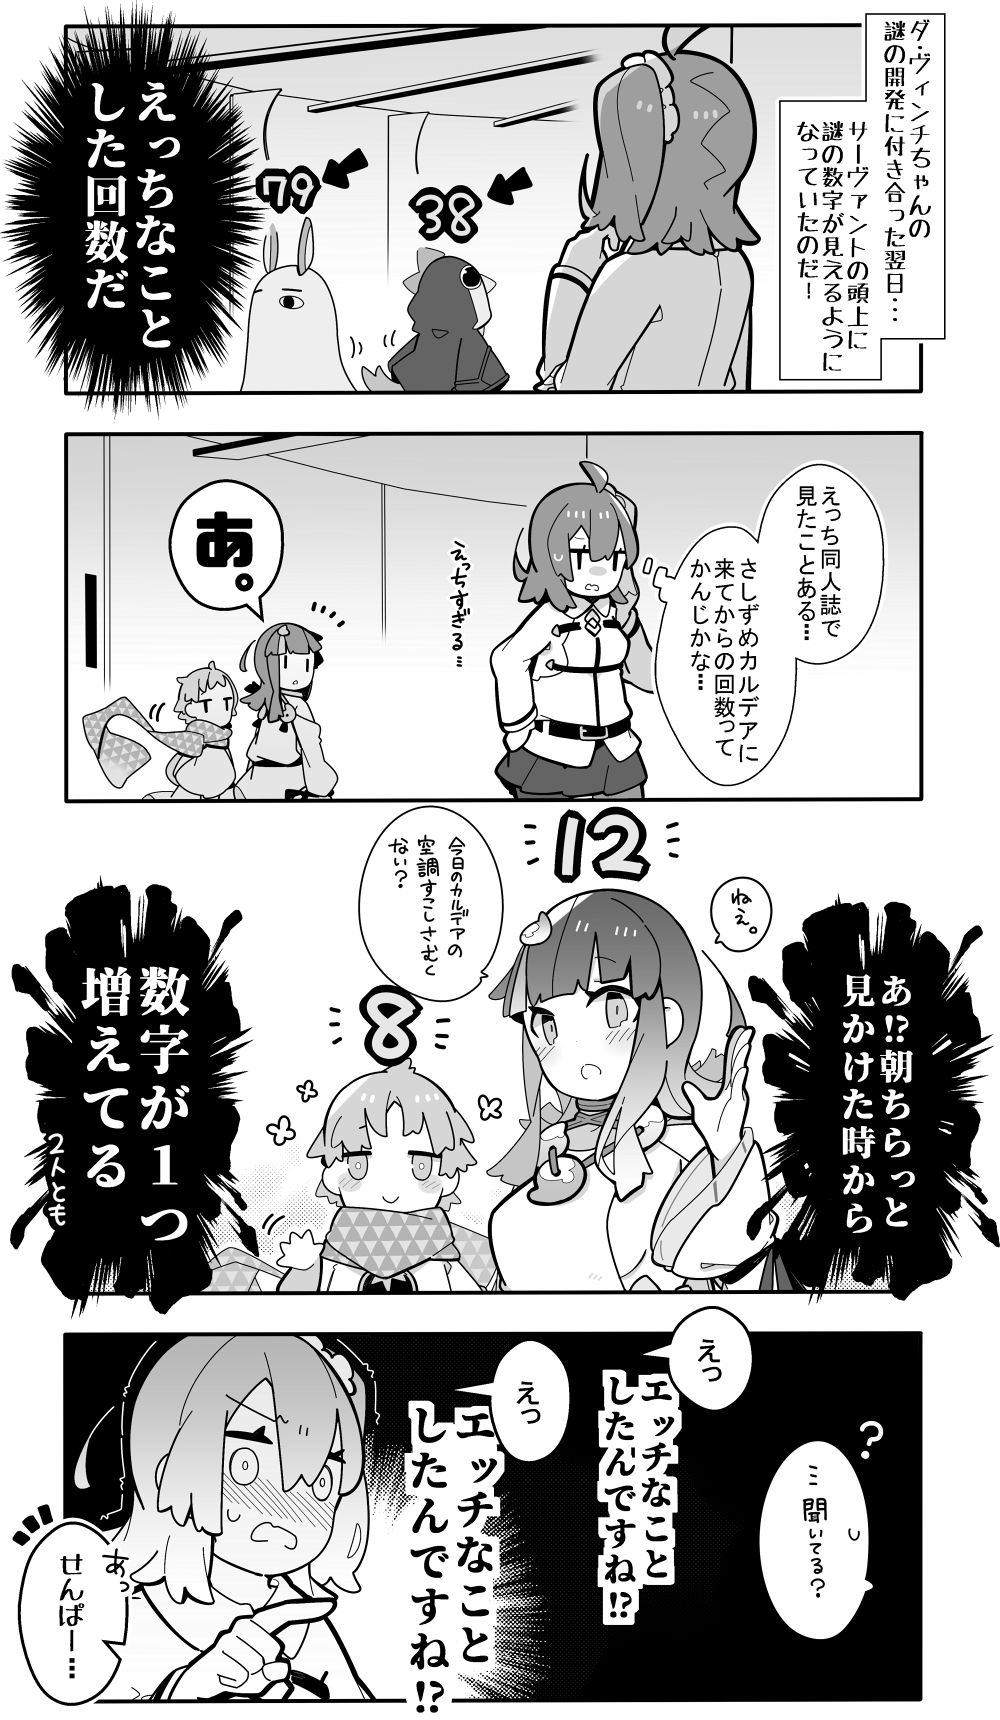 ダ・ヴィンチちゃんの
謎の開発に付き合った翌日・・・
サーヴァントの頭上に
謎の数字が見えるように
なっていたのだ!
38
79
えっちなこと
した回数だ
えっち同人誌で
見たことある…
さしずめカルデアに
来てからの回数って
かんじかな…
えっちすぎる…
あ。
ねえ。
12
今日のカルデアの
空調すこしさむく
ない?
8
あ!?朝ちらっと
見かけた時から
数字が1つ
増えてる
2人とも
?
聞いてる?
えっ
エッチなこと
したんですね!?
えっ
エッチなこと
したんですね!?
あっ
せんぱー…